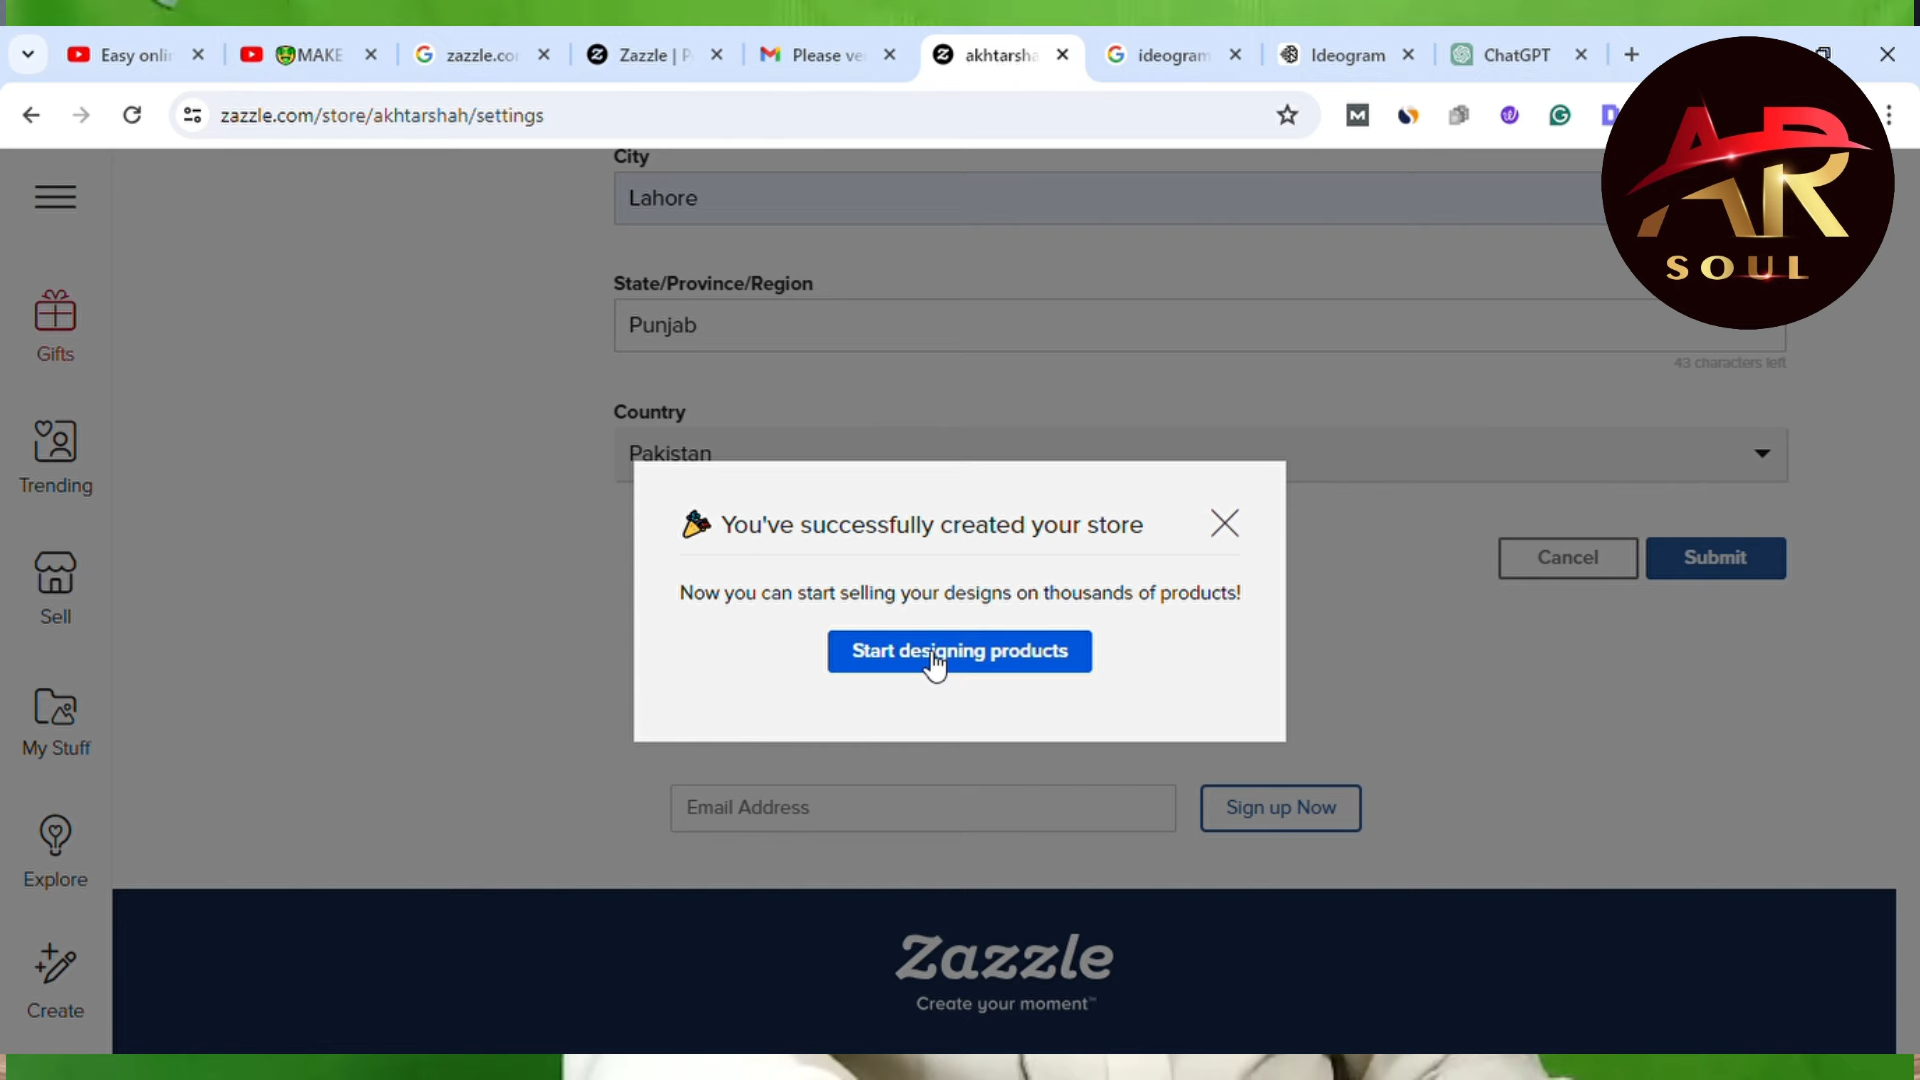 Easy onlin
MAKE
zazzle.co
Zazzle | P
Please ve
akhtarsha
ideogram
Ideogram
ChatGPT
zazzle.com/store/akhtarshah/settings
AR
SOUL
City
Lahore
State/Province/Region
Punjab
43 characters left
Country
Pakistan
Gifts
Trending
Sell
My Stuff
Explore
Create
Cancel
Submit
You've successfully created your store
Now you can start selling your designs on thousands of products!
Start designing products
Email Address
Sign up Now
Zazzle
Create your moment™